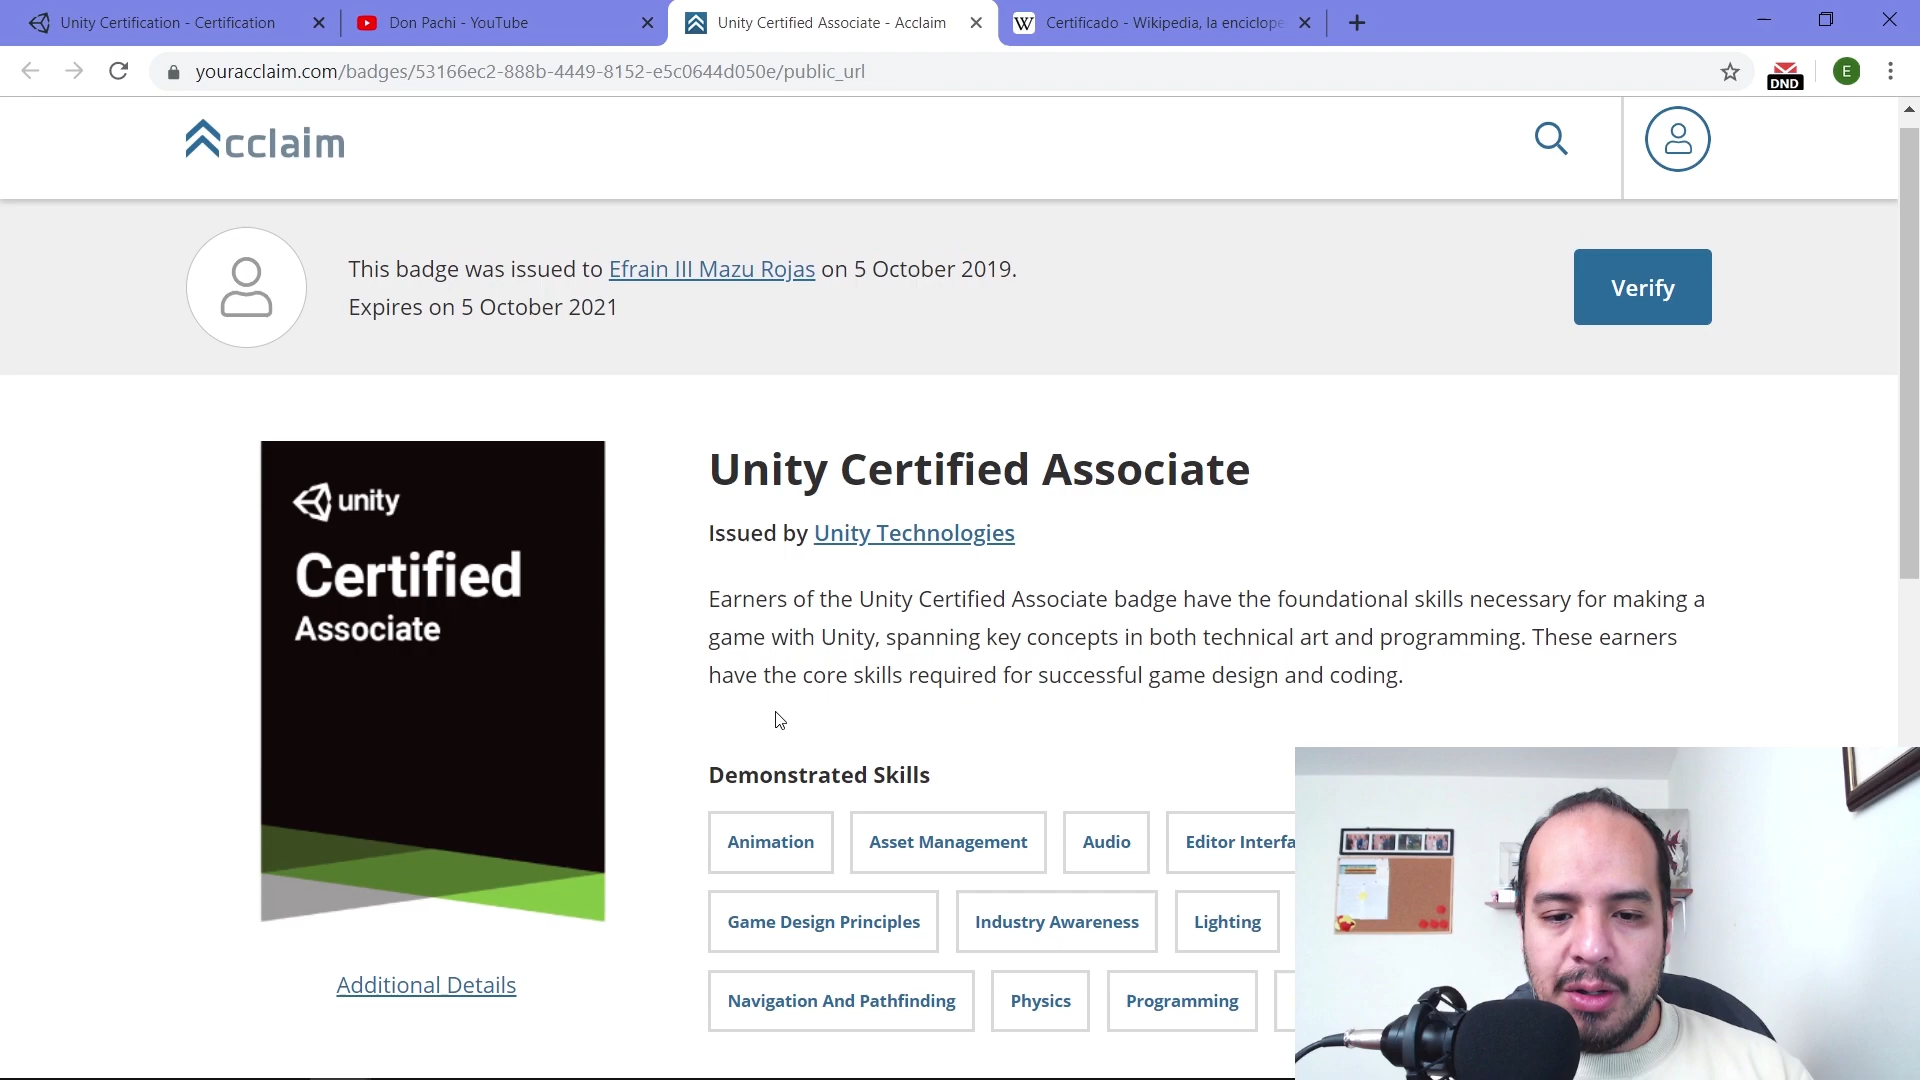 Unity Certification - Certification
Don Pachi - YouTube
Unity Certified Associate - Acclaim
Certificado - Wikipedia, la enciclope
youracclaim.com/badges/53166ec2-888b-4449-8152-e5c0644d050e/public_url
DND
E
Acclaim
This badge was issued to Efrain III Mazu Rojas on 5 October 2019.
Expires on 5 October 2021
Verify
unity
Certified
Associate
Additional Details
Unity Certified Associate
Issued by Unity Technologies
Earners of the Unity Certified Associate badge have the foundational skills necessary for making a
game with Unity, spanning key concepts in both technical art and programming. These earners
have the core skills required for successful game design and coding.
Demonstrated Skills
Animation Asset Management Audio Editor Interfa
Game Design Principles Industry Awareness Lighting
Navigation And Pathfinding Physics Programming